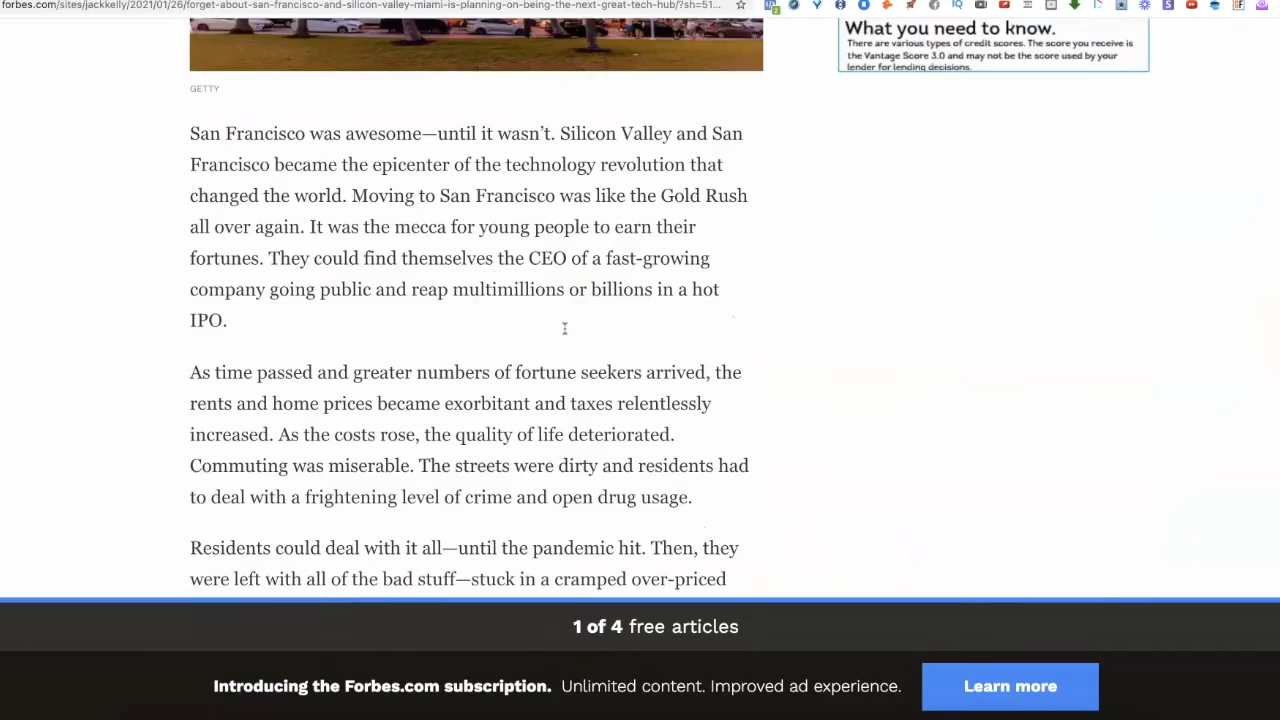 forbes.com/sites/jackkelly/2021/01/26/forget-about-san-francisco-and-silicon-valley-miami-is-planning-on-being-the-next-great-tech-hub/?sh=51...
What you need to know.
There are various types of credit scores. The score you receive is
the Vantage Score 3.0 and may not be the score used by your
lender for lending decisions.
GETTY
San Francisco was awesome—until it wasn’t. Silicon Valley and San
Francisco became the epicenter of the technology revolution that
changed the world. Moving to San Francisco was like the Gold Rush
all over again. It was the mecca for young people to earn their
fortunes. They could find themselves the CEO of a fast-growing
company going public and reap multimillions or billions in a hot
IPO.
As time passed and greater numbers of fortune seekers arrived, the
rents and home prices became exorbitant and taxes relentlessly
increased. As the costs rose, the quality of life deteriorated.
Commuting was miserable. The streets were dirty and residents had
to deal with a frightening level of crime and open drug usage.
Residents could deal with it all—until the pandemic hit. Then, they
were left with all of the bad stuff—stuck in a cramped over-priced
1 of 4 free articles
Introducing the Forbes.com subscription. Unlimited content. Improved ad experience.
Learn more